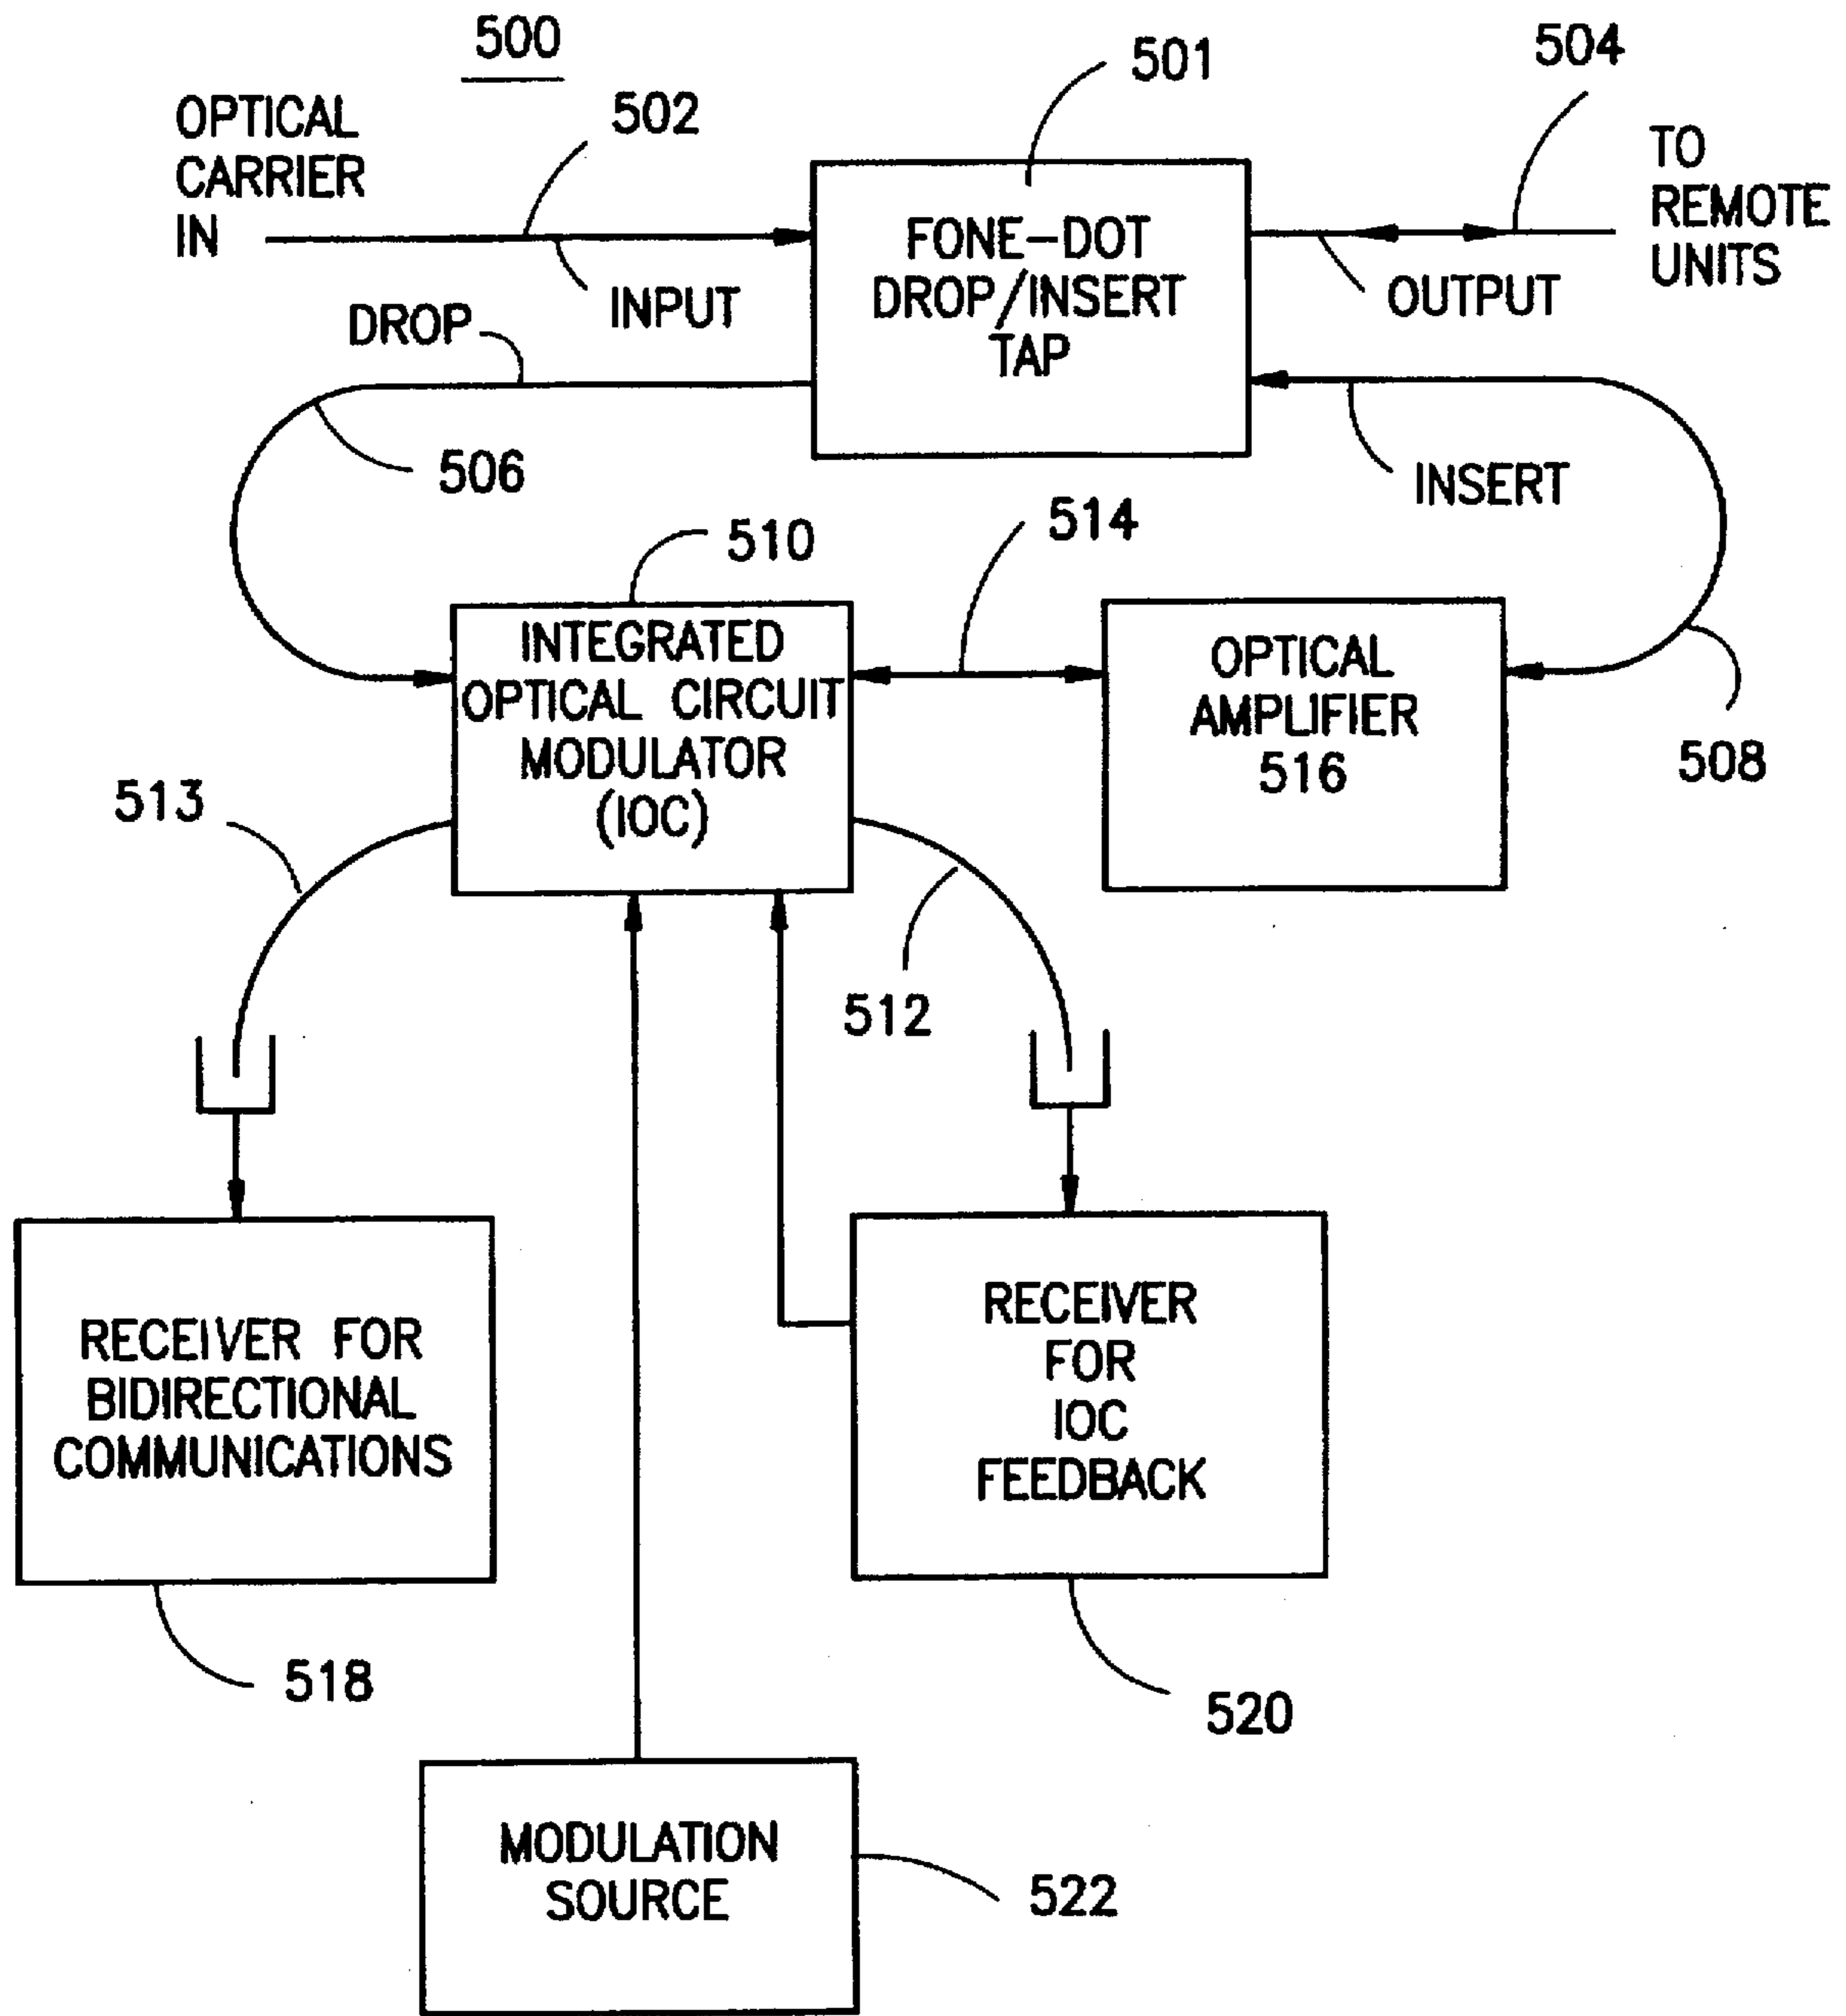 500
501
504
OPTICAL
CARRIER
IN
502
TO
REMOTE
UNITS
FONE-DOT
DROP/INSERT
TAP
INPUT
OUTPUT
DROP
506
INSERT
514
510
INTEGRATED
OPTICAL CIRCUIT
MODULATOR
(IOC)
OPTICAL
AMPLIFIER
516
508
513
512
RECEIVER FOR
BIDIRECTIONAL
COMMUNICATIONS
RECEIVER
FOR
IOC
FEEDBACK
518
520
MODULATION
SOURCE
522